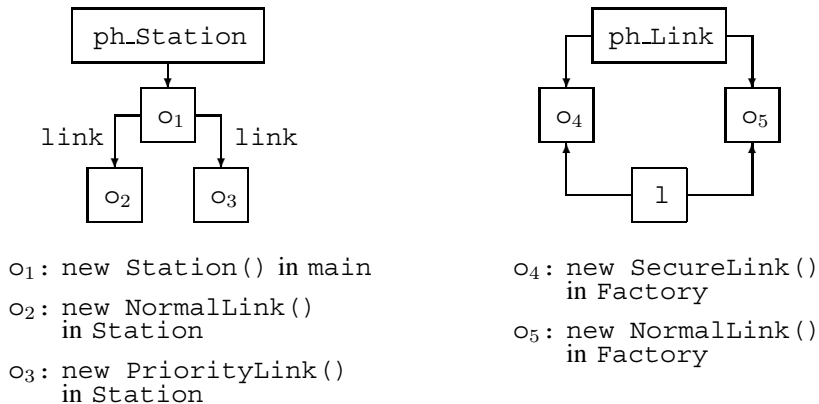 ph_Station
o₁
link link
o₂ o₃
o₁: new Station() in main
o₂: new NormalLink()
in Station
o₃: new PriorityLink()
in Station
ph_Link
o₄ o₅
l
o₄: new SecureLink()
in Factory
o₅: new NormalLink()
in Factory